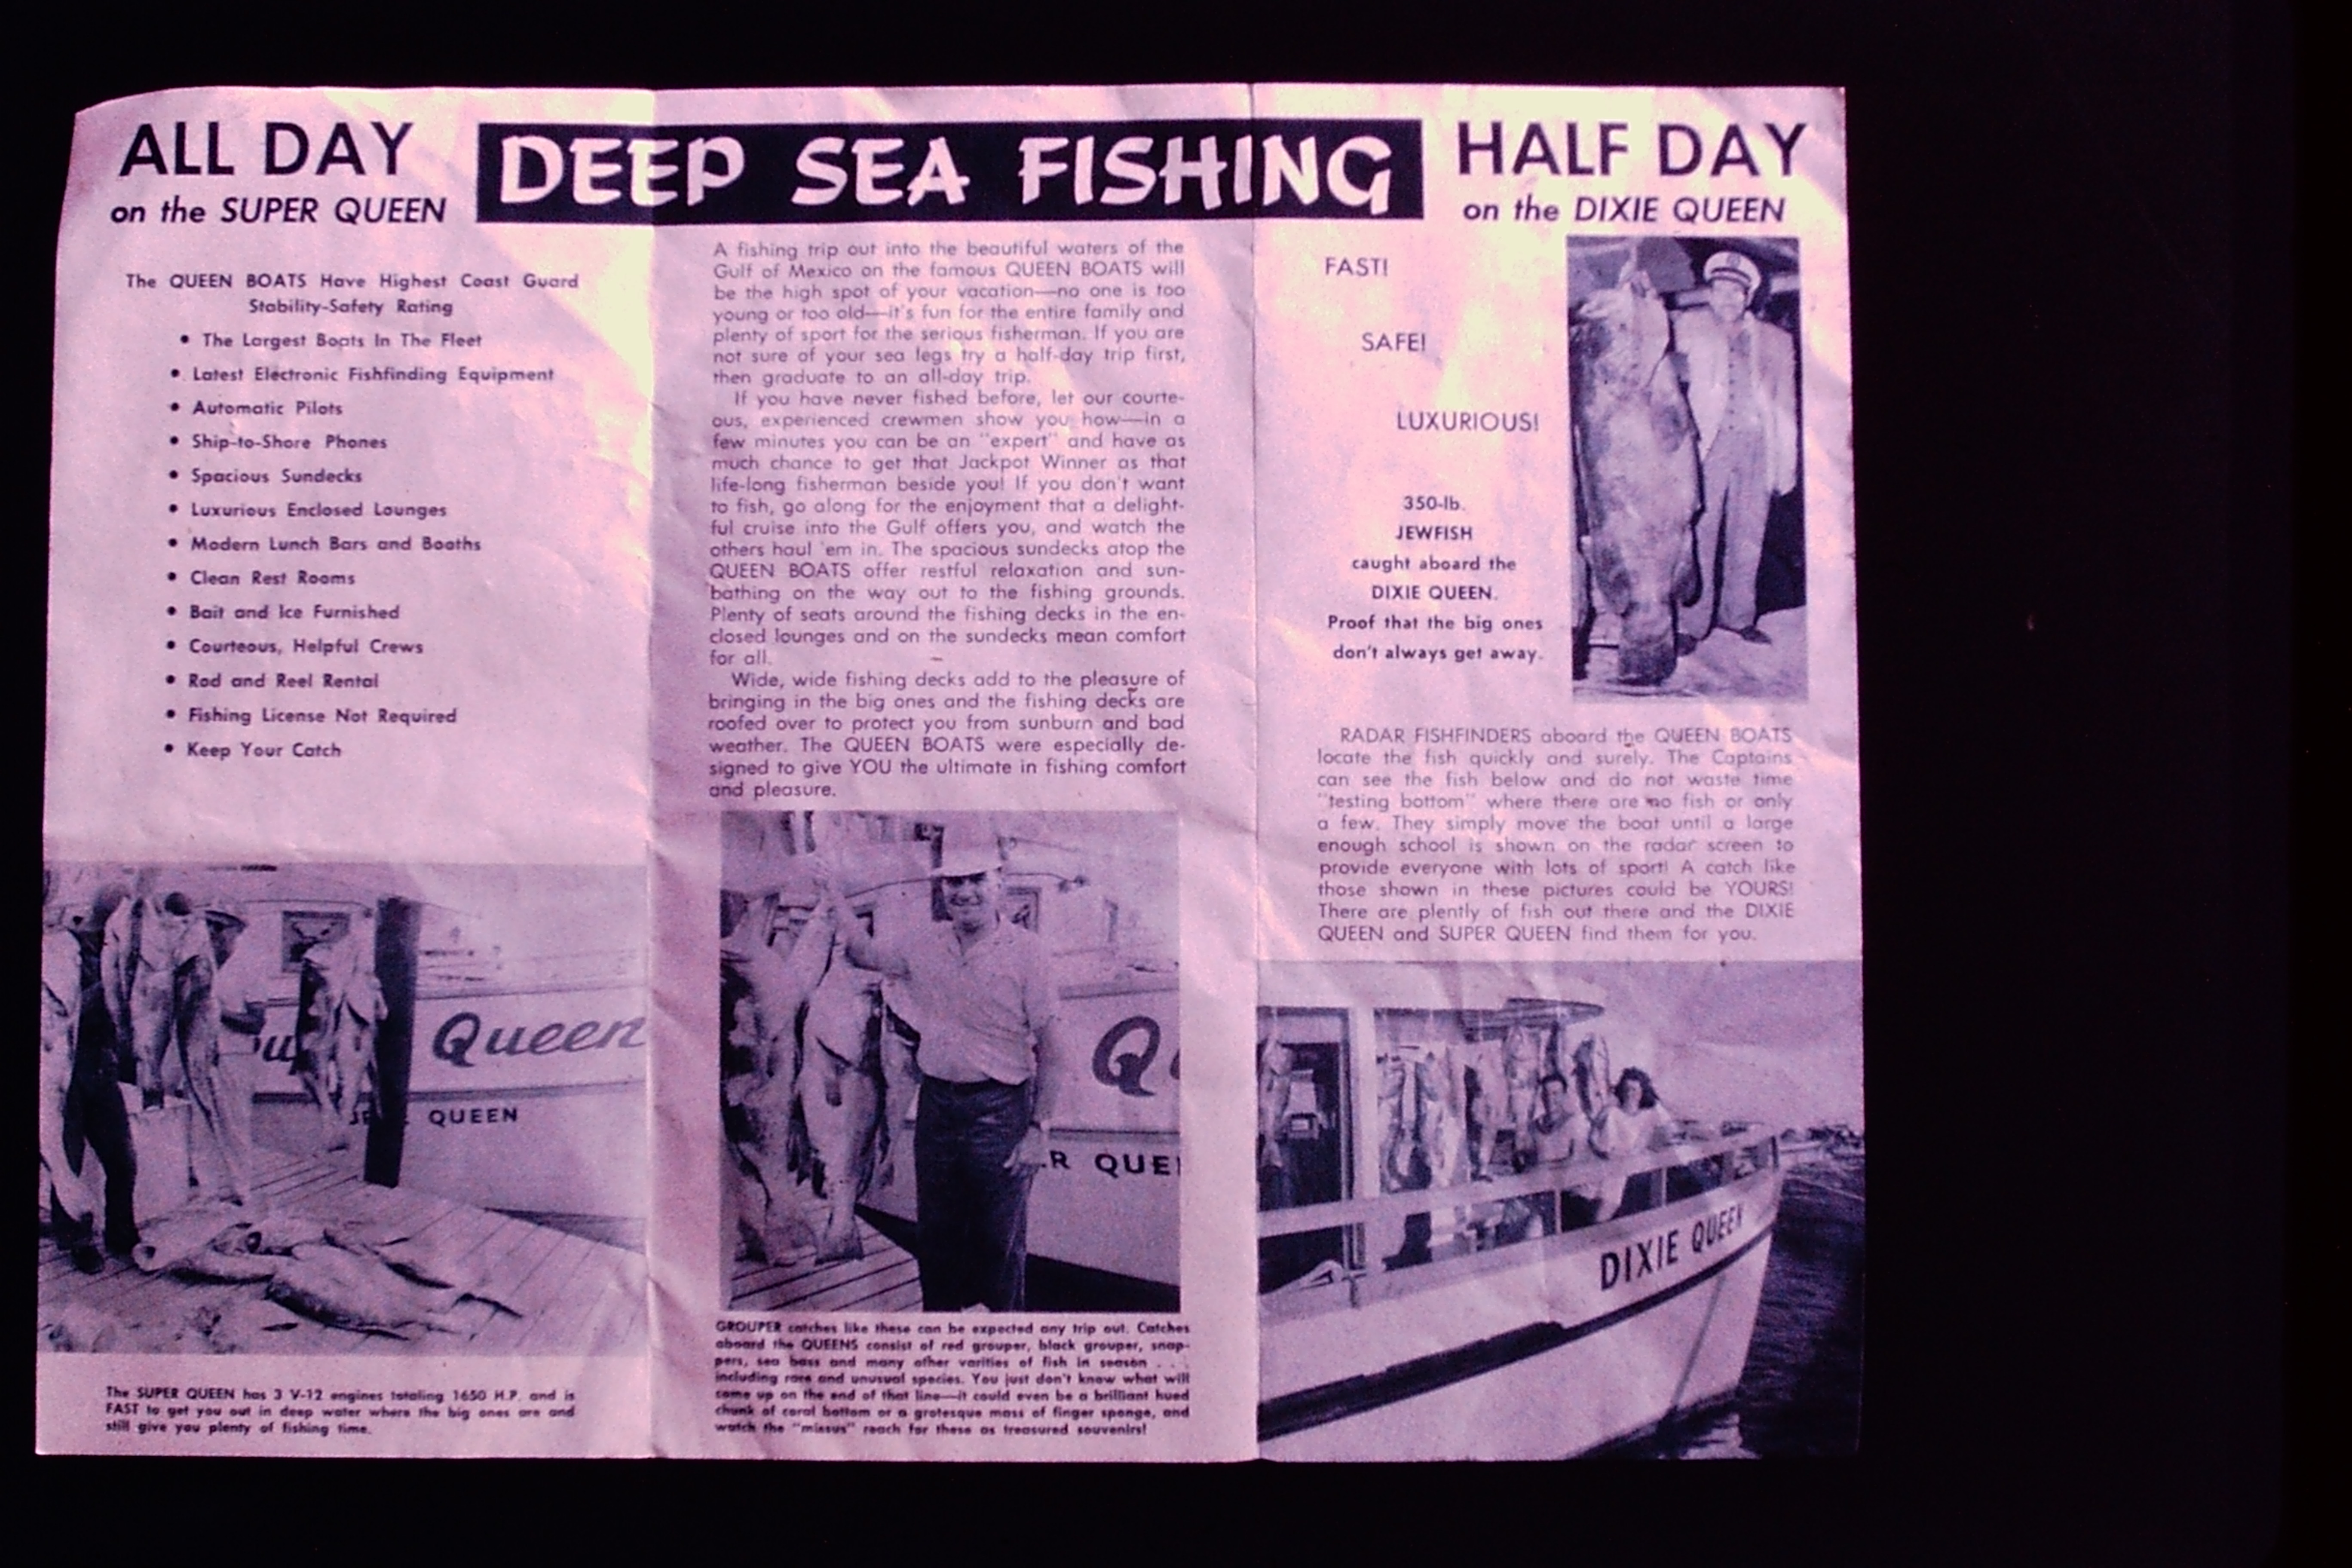 ALL DAY
on the SUPER QUEEN
DEEP SEA FISHING
HALF DAY
on the DIXIE QUEEN
The QUEEN BOATS Have Highest Coast Guard
Stability-Safety Rating
• The Largest Boats In The Fleet
• Latest Electronic Fishfinding Equipment
• Automatic Pilots
• Ship-to-Shore Phones
• Spacious Sundecks
• Luxurious Enclosed Lounges
• Modern Lunch Bars and Booths
• Clean Rest Rooms
• Bait and Ice Furnished
• Courteous, Helpful Crews
• Rod and Reel Rental
• Fishing License Not Required
• Keep Your Catch
Queen
QUEEN
The SUPER QUEEN has 3 V-12 engines totaling 1650 H.P. and is
FAST to get you out in deep water where the big ones are and
still give you plenty of fishing time.
A fishing trip out into the beautiful waters of the
Gulf of Mexico on the famous QUEEN BOATS will
be the high spot of your vacation—no one is too
young or too old—it's fun for the entire family and
plenty of sport for the serious fisherman. If you are
not sure of your sea legs try a half-day trip first,
then graduate to an all-day trip.
If you have never fished before, let our courte-
ous, experienced crewmen show you how—in a
few minutes you can be an "expert" and have as
much chance to get that Jackpot Winner as that
life-long fisherman beside you! If you don't want
to fish, go along for the enjoyment that a delight-
ful cruise into the Gulf offers you, and watch the
others haul 'em in. The spacious sundecks atop the
QUEEN BOATS offer restful relaxation and sun-
bathing on the way out to the fishing grounds.
Plenty of seats around the fishing decks in the en-
closed lounges and on the sundecks mean comfort
for all.
Wide, wide fishing decks add to the pleasure of
bringing in the big ones and the fishing decks are
roofed over to protect you from sunburn and bad
weather. The QUEEN BOATS were especially de-
signed to give YOU the ultimate in fishing comfort
and pleasure.
Qu
R QUE
GROUPER catches like these can be expected any trip out. Catches
aboard the QUEENS consist of red grouper, black grouper, snap-
pers, sea bass and many other varities of fish in season . . .
including rare and unusual species. You just don't know what will
come up on the end of that line—it could even be a brilliant hued
chunk of coral bottom or a grotesque mass of finger sponge, and
watch the "missus" reach for these as treasured souvenirs!
FAST!
SAFE!
LUXURIOUS!
350-lb.
JEWFISH
caught aboard the
DIXIE QUEEN.
Proof that the big ones
don't always get away.
RADAR FISHFINDERS aboard the QUEEN BOATS
locate the fish quickly and surely. The Captains
can see the fish below and do not waste time
"testing bottom" where there are no fish or only
a few. They simply move the boat until a large
enough school is shown on the radar screen to
provide everyone with lots of sport! A catch like
those shown in these pictures could be YOURS!
There are plently of fish out there and the DIXIE
QUEEN and SUPER QUEEN find them for you.
DIXIE QUEEN